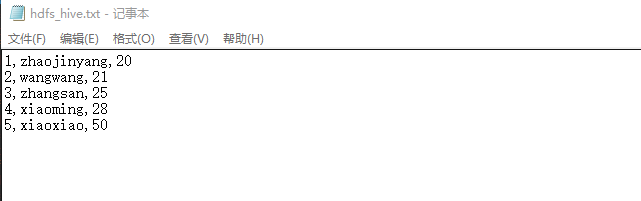 hdfs_hive.txt - 记事本
文件(F) 编辑(E) 格式(O) 查看(V) 帮助(H)
1,zhaojinyang,20
2,wangwang,21
3,zhangsan,25
4,xiaoming,28
5,xiaoxiao,50